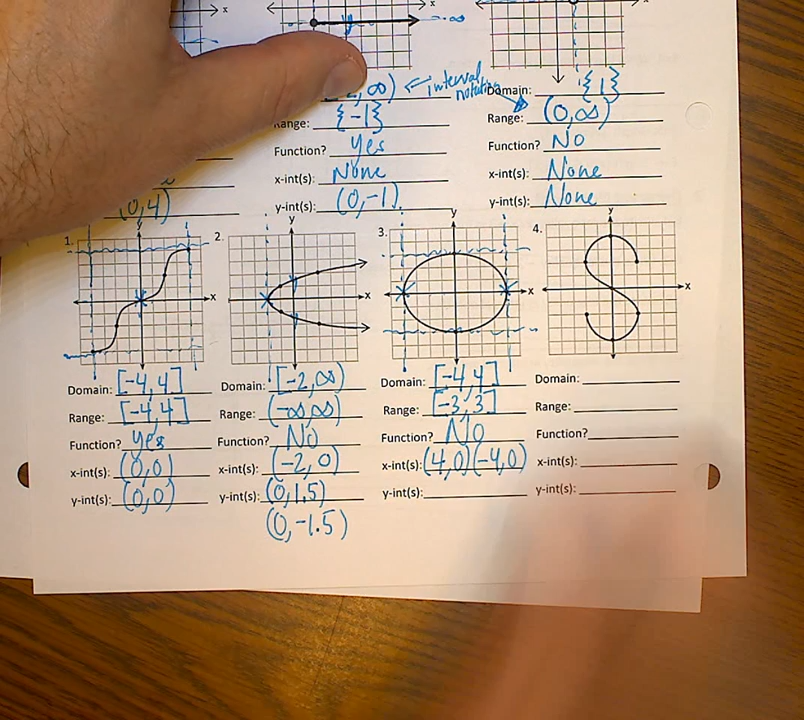 x
y
x
-∞
x
2, ∞) ← interval notation
Domain: {1}
Range: {-1}
Range: (0,∞)
Function? Yes
Function? No
x-int(s): None
x-int(s): None
(0,4)
y-int(s): (0,-1)
y-int(s): None
1. y x
2. y x
3. y x
4. y x
Domain: [-4,4]
Domain: [-2,∞)
Domain: [-4,4]
Domain:
Range: [-4,4]
Range: (-∞,∞)
Range: [-3,3]
Range:
Function? Yes
Function? No
Function? No
Function?
x-int(s): (0,0)
x-int(s): (-2,0)
x-int(s): (4,0)(-4,0)
x-int(s):
y-int(s): (0,0)
y-int(s): (0,1.5)
y-int(s):
y-int(s):
(0,-1.5)